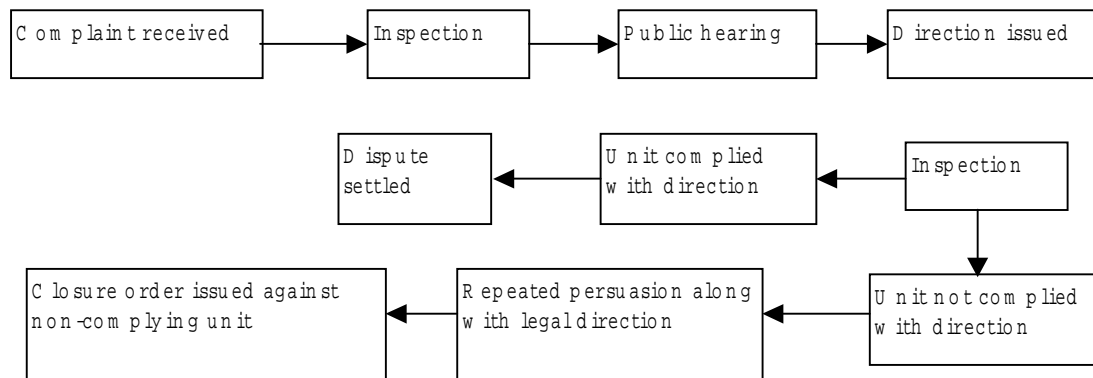 Complaint received
Inspection
Public hearing
Direction issued
Dispute
settled
Unit complied
with direction
Inspection
Closure order issued against
non-complying unit
Repeated persuasion along
with legal direction
Unit not complied
with direction